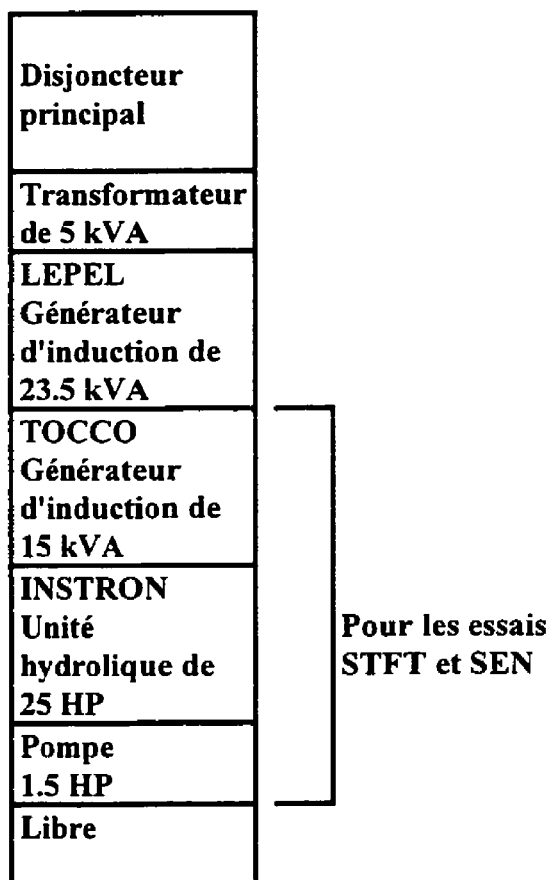 Disjoncteur
principal
Transformateur
de 5 kVA
LEPEL
Générateur
d'induction de
23.5 kVA
TOCCO
Générateur
d'induction de
15 kVA
INSTRON
Unité
hydrolique de
25 HP
Pompe
1.5 HP
Libre
Pour les essais
STFT et SEN